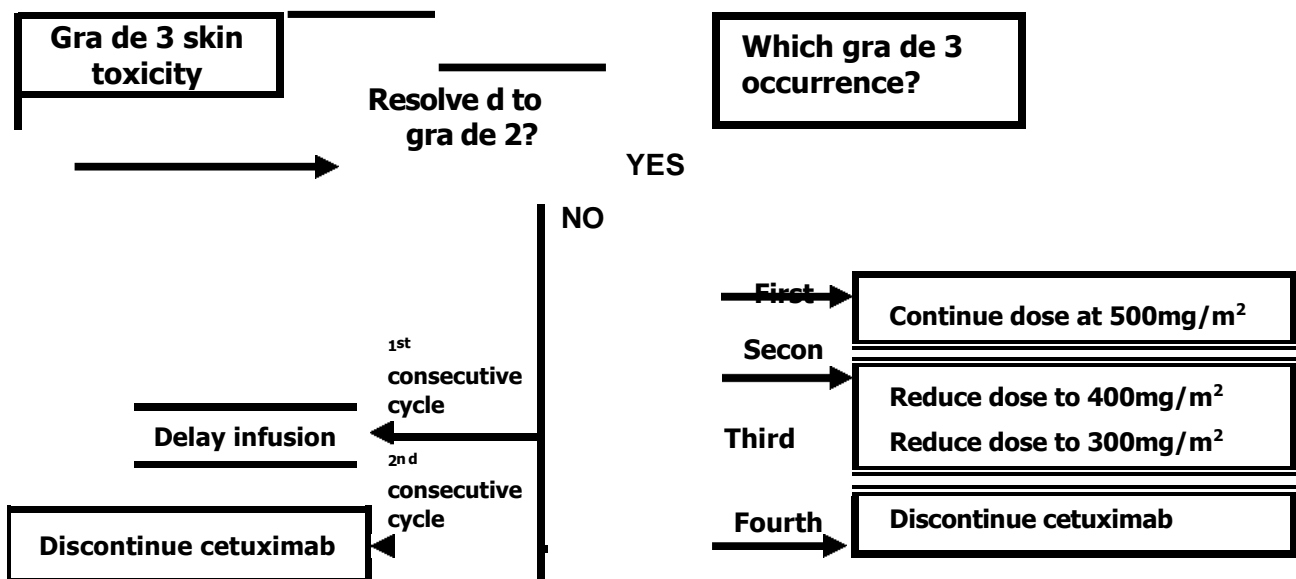 Gra de 3 skin
toxicity
Resolve d to
gra de 2?
Which gra de 3
occurrence?
YES
NO
First
Continue dose at 500mg/m²
Secon
Reduce dose to 400mg/m²
Third
Reduce dose to 300mg/m²
Fourth
Discontinue cetuximab
1st
consecutive
cycle
Delay infusion
2nd
consecutive
cycle
Discontinue cetuximab